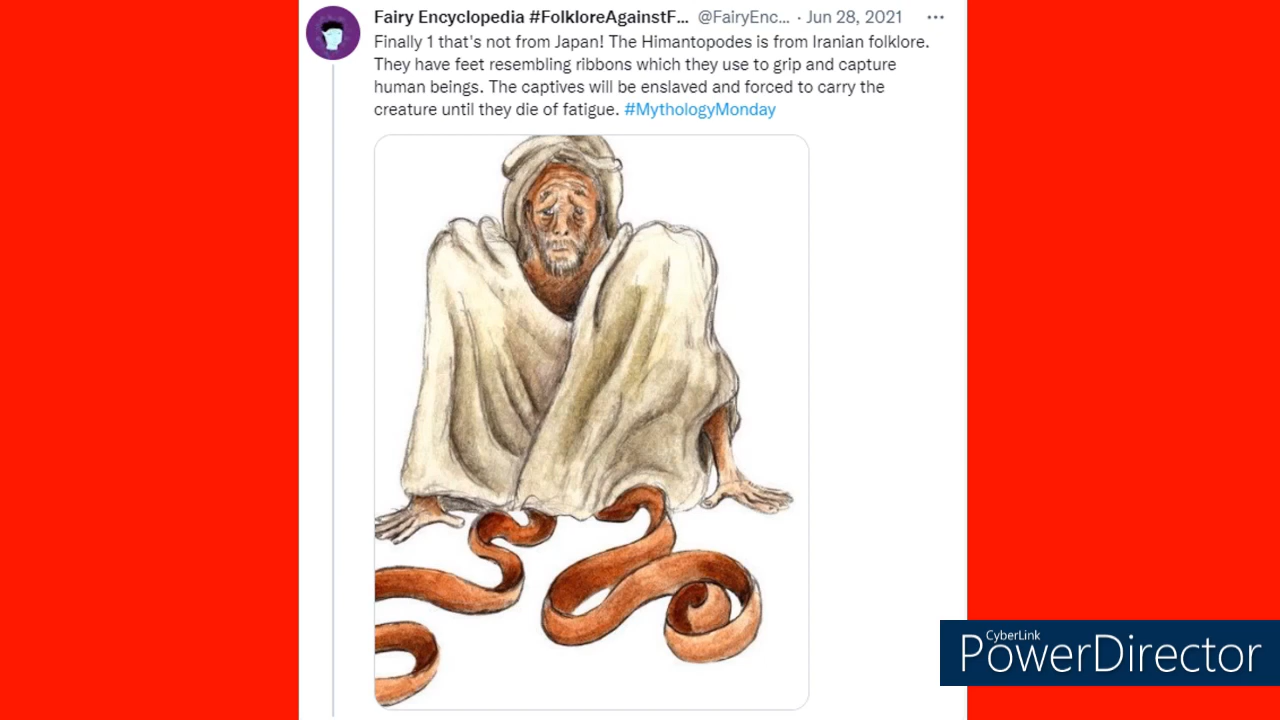 Fairy Encyclopedia #FolkloreAgainstF... @FairyEnc... · Jun 28, 2021 ...
Finally 1 that's not from Japan! The Himantopodes is from Iranian folklore.
They have feet resembling ribbons which they use to grip and capture
human beings. The captives will be enslaved and forced to carry the
creature until they die of fatigue. #MythologyMonday
CyberLink
PowerDirector